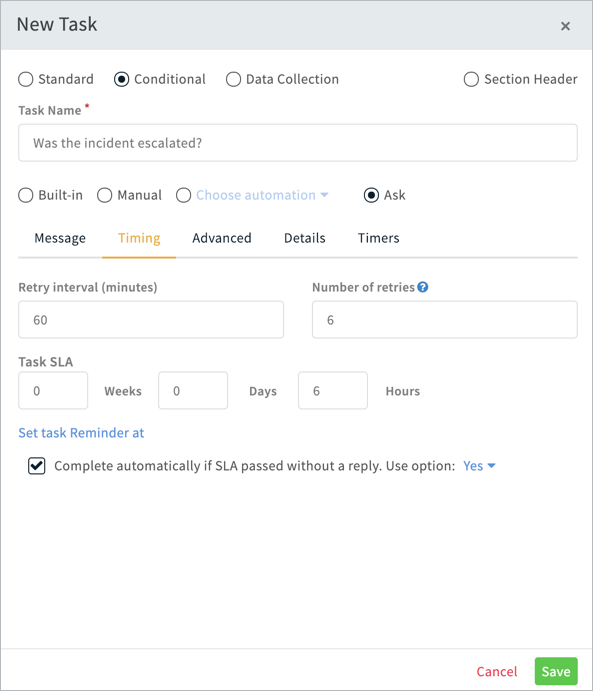 New Task ×
Standard Conditional Data Collection Section Header
Task Name *
Was the incident escalated?
Built-in Manual Choose automation Ask
Message Timing Advanced Details Timers
Retry interval (minutes) Number of retries ?
60 6
Task SLA
0 Weeks 0 Days 6 Hours
Set task Reminder at
Complete automatically if SLA passed without a reply. Use option: Yes
Cancel Save